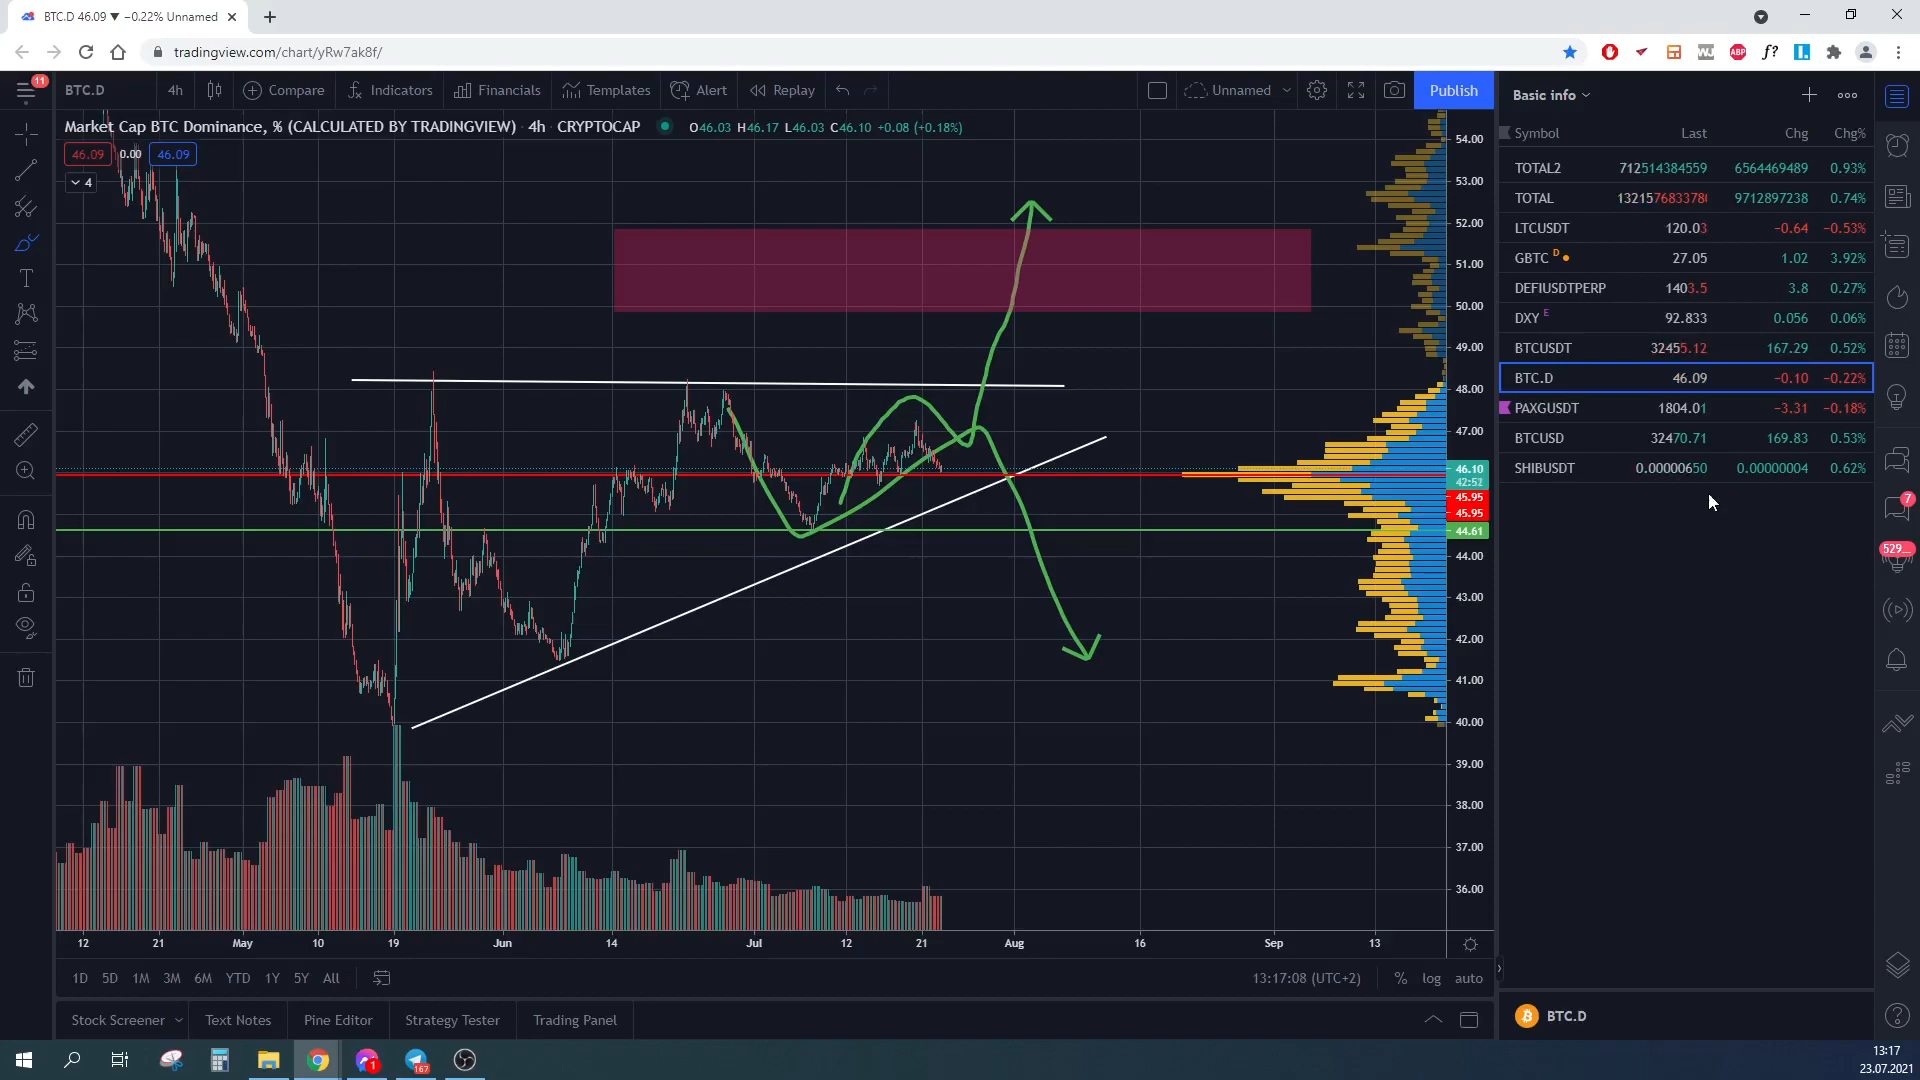 BTC.D 46.09 ▼ −0.22% Unnamed
tradingview.com/chart/yRw7ak8f/
ABP
f?
11
BTC.D 4h Compare Indicators Financials Templates Alert Replay Unnamed Publish
Market Cap BTC Dominance, % (CALCULATED BY TRADINGVIEW) 4h CRYPTOCAP O46.03 H46.17 L46.03 C46.10 +0.08 (+0.18%)
46.09 0.00 46.09
4
54.00
53.00
52.00
51.00
50.00
49.00
48.00
47.00
46.10
42:52
45.95
45.95
44.61
44.00
43.00
42.00
41.00
40.00
39.00
38.00
37.00
36.00
12 21 May 10 19 Jun 14 Jul 12 21 Aug 16 Sep 13
1D 5D 1M 3M 6M YTD 1Y 5Y All 13:17:08 (UTC+2) % log auto
Stock Screener Text Notes Pine Editor Strategy Tester Trading Panel
Basic info
Symbol Last Chg Chg%
TOTAL2 712514384559 6564469489 0.93%
TOTAL 1321576833780 9712897238 0.74%
LTCUSDT 120.03 −0.64 −0.53%
GBTC D 27.05 1.02 3.92%
DEFIUSDTPERP 1403.5 3.8 0.27%
DXY E 92.833 0.056 0.06%
BTCUSDT 32455.12 167.29 0.52%
BTC.D 46.09 −0.10 −0.22%
PAXGUSDT 1804.01 −3.31 −0.18%
BTCUSD 32470.71 169.83 0.53%
SHIBUSDT 0.00000650 0.00000004 0.62%
7
529...
BTC.D
1
167
13:17
23.07.2021